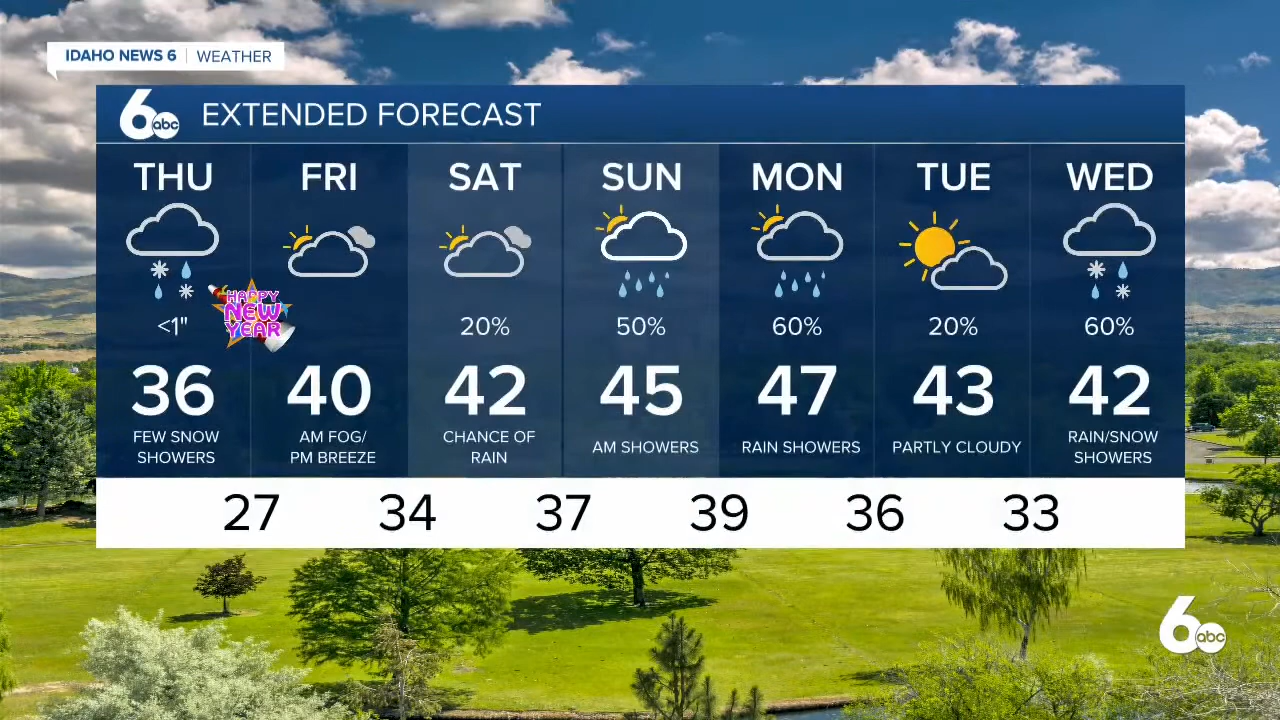 IDAHO NEWS 6 | WEATHER
6 abc EXTENDED FORECAST
THU FRI SAT SUN MON TUE WED
HAPPY
NEW
YEAR
<1" 20% 50% 60% 20% 60%
36 40 42 45 47 43 42
FEW SNOW
SHOWERS
AM FOG/
PM BREEZE
CHANCE OF
RAIN
AM SHOWERS
RAIN SHOWERS
PARTLY CLOUDY
RAIN/SNOW
SHOWERS
27 34 37 39 36 33
6 abc